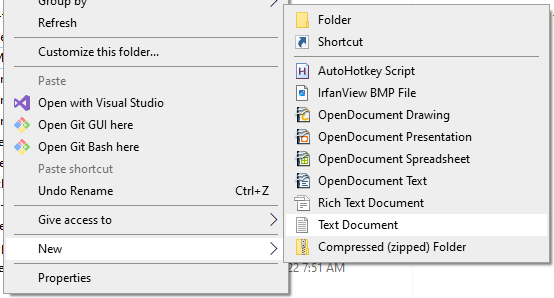 Group by
Refresh
Customize this folder...
Paste
Open with Visual Studio
Open Git GUI here
Open Git Bash here
Paste shortcut
Undo Rename Ctrl+Z
Give access to
New
Properties
Folder
Shortcut
AutoHotkey Script
IrfanView BMP File
OpenDocument Drawing
OpenDocument Presentation
OpenDocument Spreadsheet
OpenDocument Text
Rich Text Document
Text Document
Compressed (zipped) Folder
22 7:51 AM